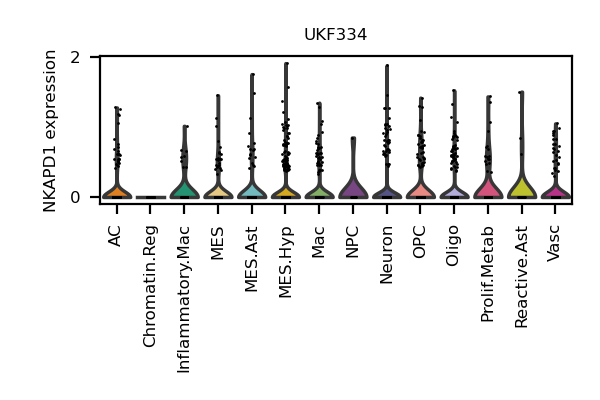 UKF334
NKAPD1 expression
2
0
AC
Chromatin.Reg
Inflammatory.Mac
MES
MES.Ast
MES.Hyp
Mac
NPC
Neuron
OPC
Oligo
Prolif.Metab
Reactive.Ast
Vasc